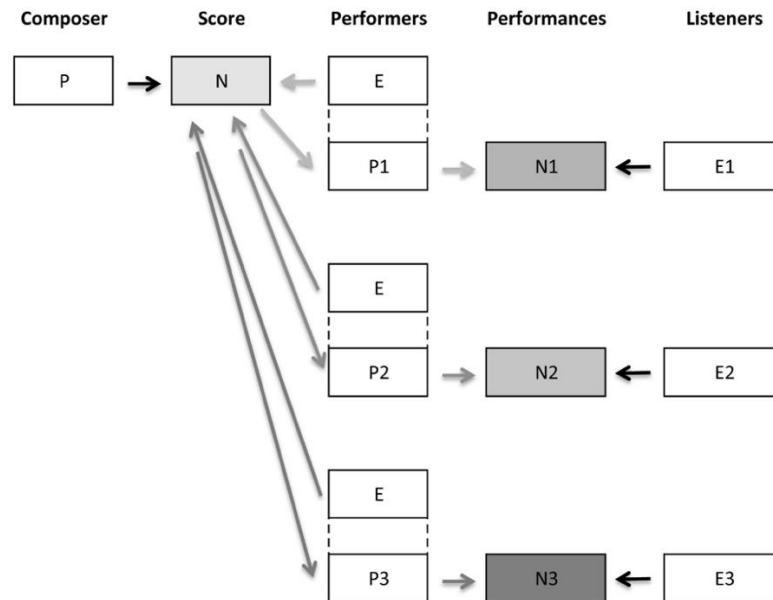 Composer Score Performers Performances Listeners
P N E
P1 N1 E1
E
P2 N2 E2
E
P3 N3 E3